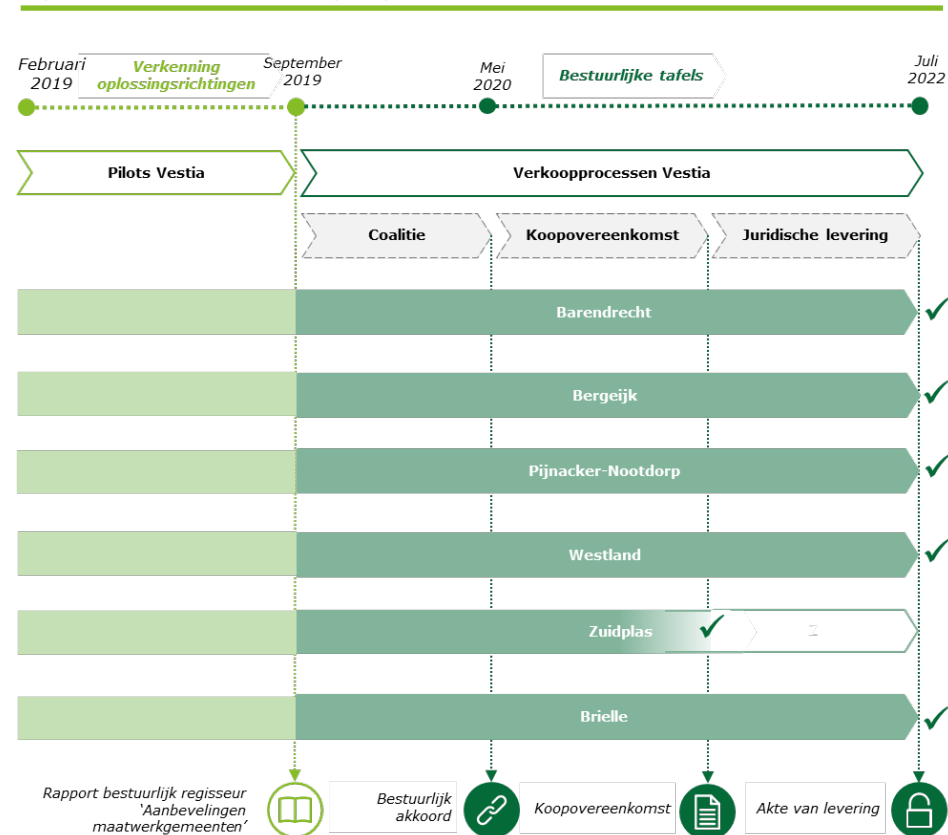 Februari
2019
Verkenning
oplossingsrichtingen
September
2019
Mei
2020
Bestuurlijke tafels
Juli
2022
Pilots Vestia
Verkoopprocessen Vestia
Coalitie
Koopovereenkomst
Juridische levering
Barendrecht
Bergeijk
Pijnacker-Nootdorp
Westland
Zuidplas
Brielle
Rapport bestuurlijk regisseur
‘Aanbevelingen
maatwerkgemeenten’
Bestuurlijk
akkoord
Koopovereenkomst
Akte van levering